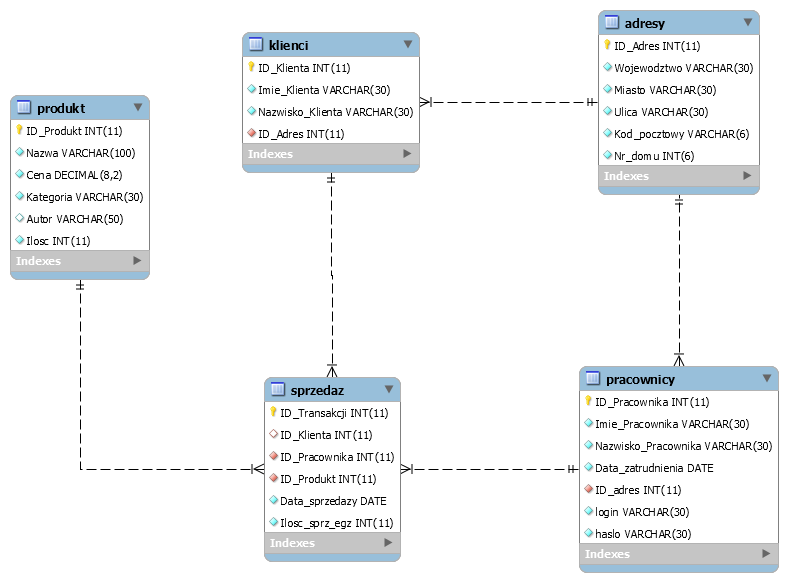 produkt
ID_Produkt INT(11)
Nazwa VARCHAR(100)
Cena DECIMAL(8,2)
Kategoria VARCHAR(30)
Autor VARCHAR(50)
Ilosc INT(11)
Indexes
klienci
ID_Klienta INT(11)
Imie_Klienta VARCHAR(30)
Nazwisko_Klienta VARCHAR(30)
ID_Adres INT(11)
Indexes
adresy
ID_Adres INT(11)
Wojewodztwo VARCHAR(30)
Miasto VARCHAR(30)
Ulica VARCHAR(30)
Kod_pocztowy VARCHAR(6)
Nr_domu INT(6)
Indexes
sprzedaz
ID_Transakcji INT(11)
ID_Klienta INT(11)
ID_Pracownika INT(11)
ID_Produkt INT(11)
Data_sprzedazy DATE
Ilosc_sprz_egz INT(11)
Indexes
pracownicy
ID_Pracownika INT(11)
Imie_Pracownika VARCHAR(30)
Nazwisko_Pracownika VARCHAR(30)
Data_zatrudnienia DATE
ID_adres INT(11)
login VARCHAR(30)
haslo VARCHAR(30)
Indexes